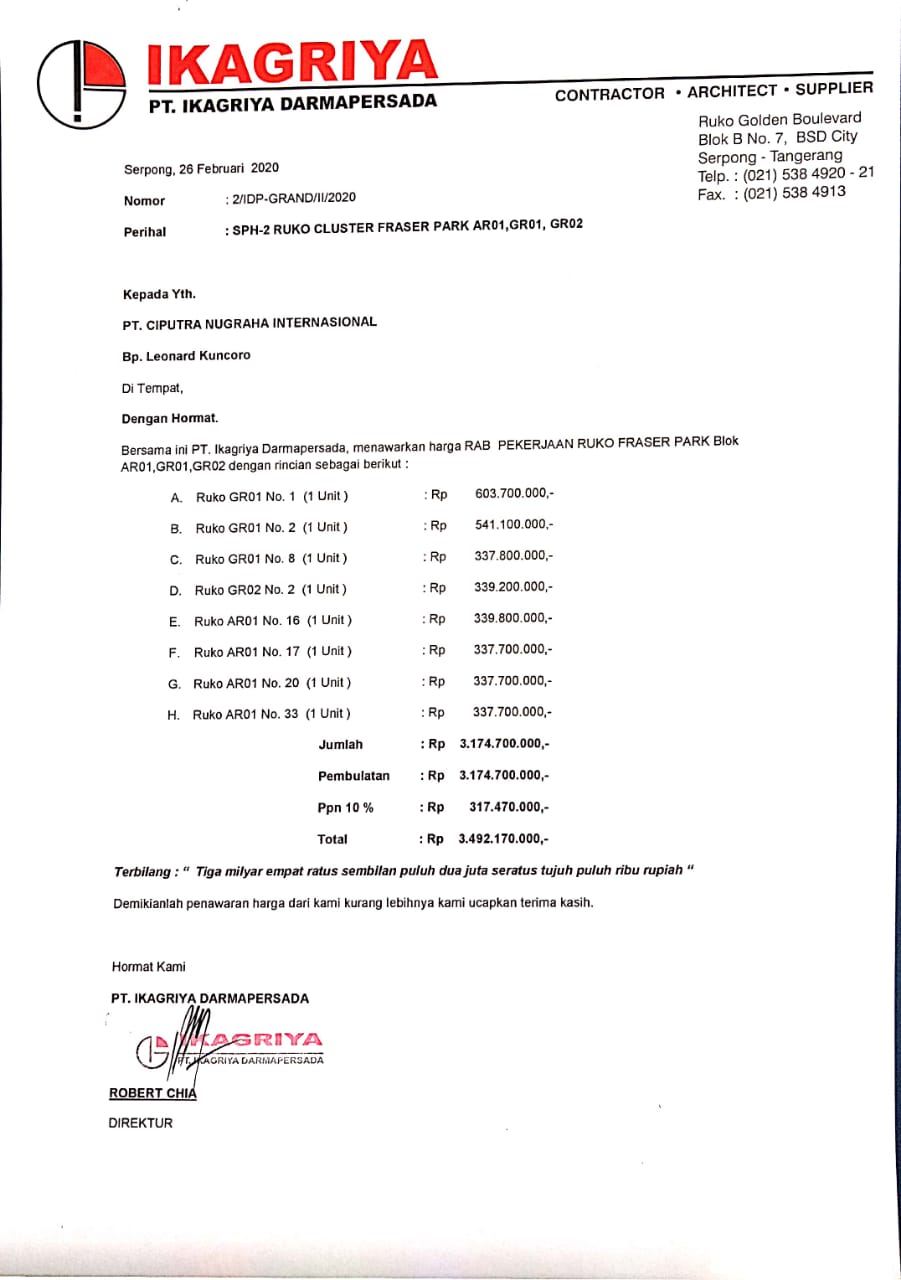 IKAGRIYA
PT. IKAGRIYA DARMAPERSADA
CONTRACTOR • ARCHITECT • SUPPLIER
Ruko Golden Boulevard
Blok B No. 7, BSD City
Serpong - Tangerang
Telp. : (021) 538 4920 - 21
Fax. : (021) 538 4913
Serpong, 26 Februari 2020
Nomor : 2/IDP-GRAND/II/2020
Perihal : SPH-2 RUKO CLUSTER FRASER PARK AR01,GR01, GR02
Kepada Yth.
PT. CIPUTRA NUGRAHA INTERNASIONAL
Bp. Leonard Kuncoro
Di Tempat,
Dengan Hormat.
Bersama ini PT. Ikagriya Darmapersada, menawarkan harga RAB PEKERJAAN RUKO FRASER PARK Blok
AR01,GR01,GR02 dengan rincian sebagai berikut :
A. Ruko GR01 No. 1 (1 Unit ) : Rp 603.700.000,-
B. Ruko GR01 No. 2 (1 Unit ) : Rp 541.100.000,-
C. Ruko GR01 No. 8 (1 Unit ) : Rp 337.800.000,-
D. Ruko GR02 No. 2 (1 Unit ) : Rp 339.200.000,-
E. Ruko AR01 No. 16 (1 Unit ) : Rp 339.800.000,-
F. Ruko AR01 No. 17 (1 Unit ) : Rp 337.700.000,-
G. Ruko AR01 No. 20 (1 Unit ) : Rp 337.700.000,-
H. Ruko AR01 No. 33 (1 Unit ) : Rp 337.700.000,-
Jumlah : Rp 3.174.700.000,-
Pembulatan : Rp 3.174.700.000,-
Ppn 10 % : Rp 317.470.000,-
Total : Rp 3.492.170.000,-
Terbilang : “ Tiga milyar empat ratus sembilan puluh dua juta seratus tujuh puluh ribu rupiah “
Demikianlah penawaran harga dari kami kurang lebihnya kami ucapkan terima kasih.
Hormat Kami
PT. IKAGRIYA DARMAPERSADA
IKAGRIYA
PT. IKAGRIYA DARMAPERSADA
ROBERT CHIA
DIREKTUR